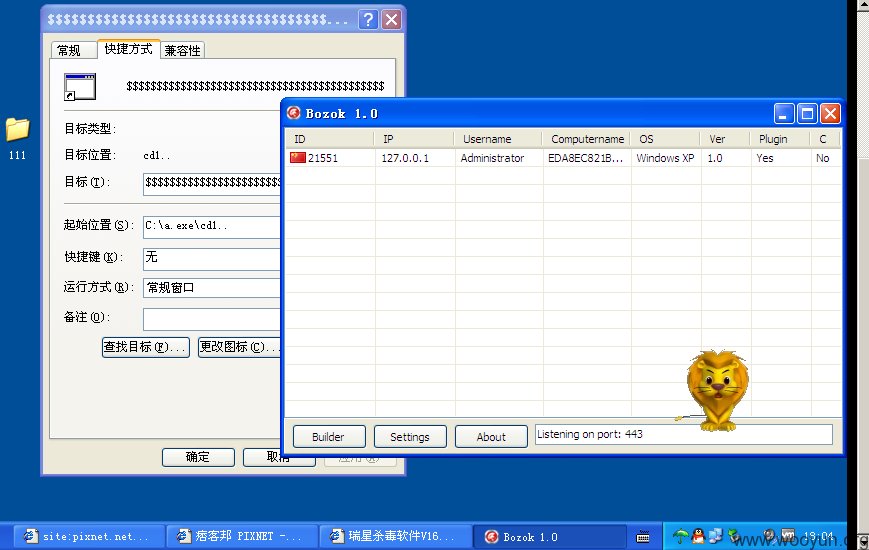 $$$$$$$$$$$$$$$$$$$$$$$$$$$$$$$$$$$...
常规 快捷方式 兼容性
$$$$$$$$$$$$$$$$$$$$$$$$$$$$$$$$$$$$$$$$$$$
目标类型:
目标位置: cd1..
目标(T): $$$$$$$$$$$$$$$$$$$$$$$
起始位置(S): C:\a.exe\cd1..
快捷键(K): 无
运行方式(R): 常规窗口
备注(O):
查找目标(F)... 更改图标(C)...
确定 取消 应用(A)
111
Bozok 1.0
ID IP Username Computername OS Ver Plugin C
21551 127.0.0.1 Administrator EDA8EC821B... Windows XP 1.0 Yes No
Builder Settings About Listening on port: 443
site:pixnet.net... 痞客邦 PIXNET -... 瑞星杀毒软件V16... Bozok 1.0 19:04
www.wooyun.org